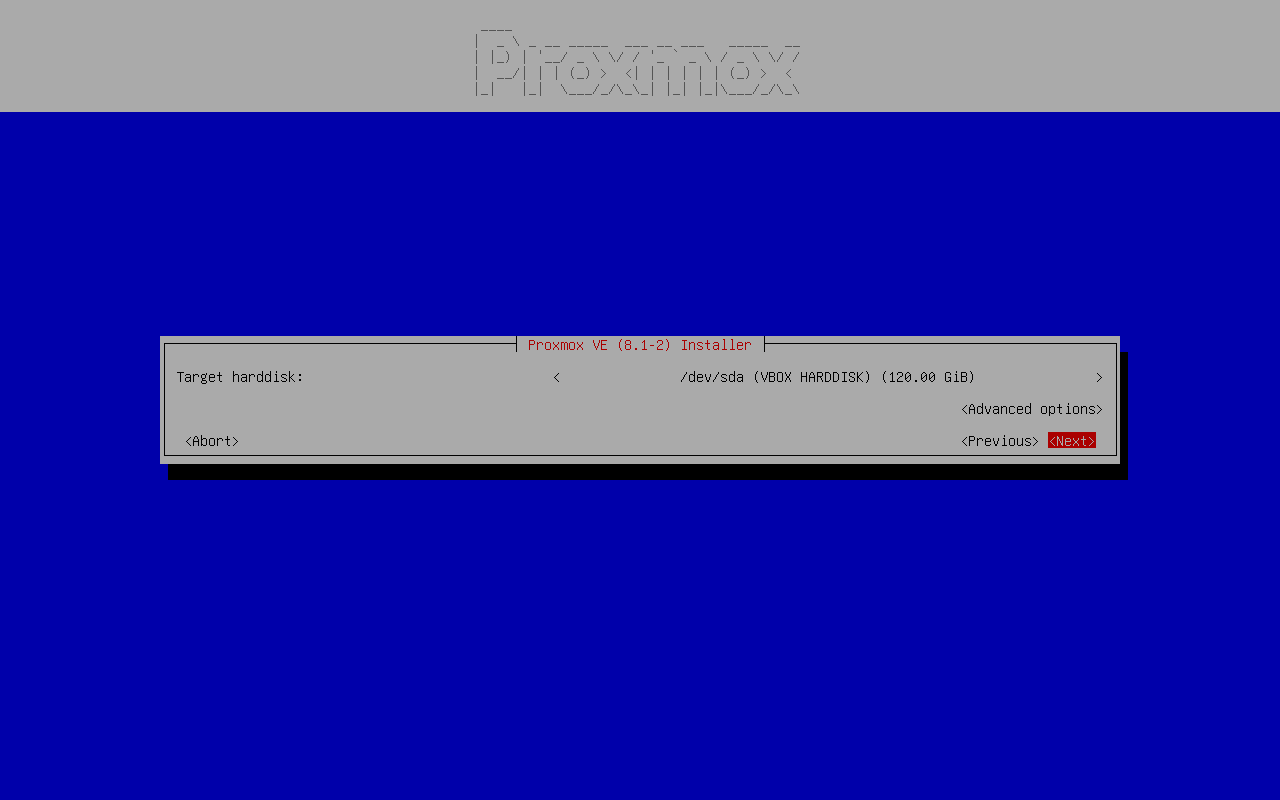 Proxmox
Proxmox VE (8.1-2) Installer
Target harddisk: < /dev/sda (VBOX HARDDISK) (120.00 GiB) >
<Advanced options>
<Abort> <Previous> <Next>